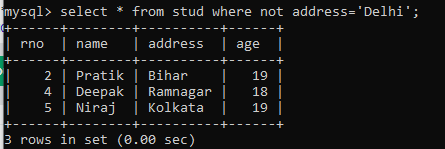 mysql> select * from stud where not address='Delhi';
+------+--------+----------+------+
| rno  | name   | address  | age  |
+------+--------+----------+------+
|    2 | Pratik | Bihar    |   19 |
|    4 | Deepak | Ramnagar |   18 |
|    5 | Niraj  | Kolkata  |   19 |
+------+--------+----------+------+
3 rows in set (0.00 sec)